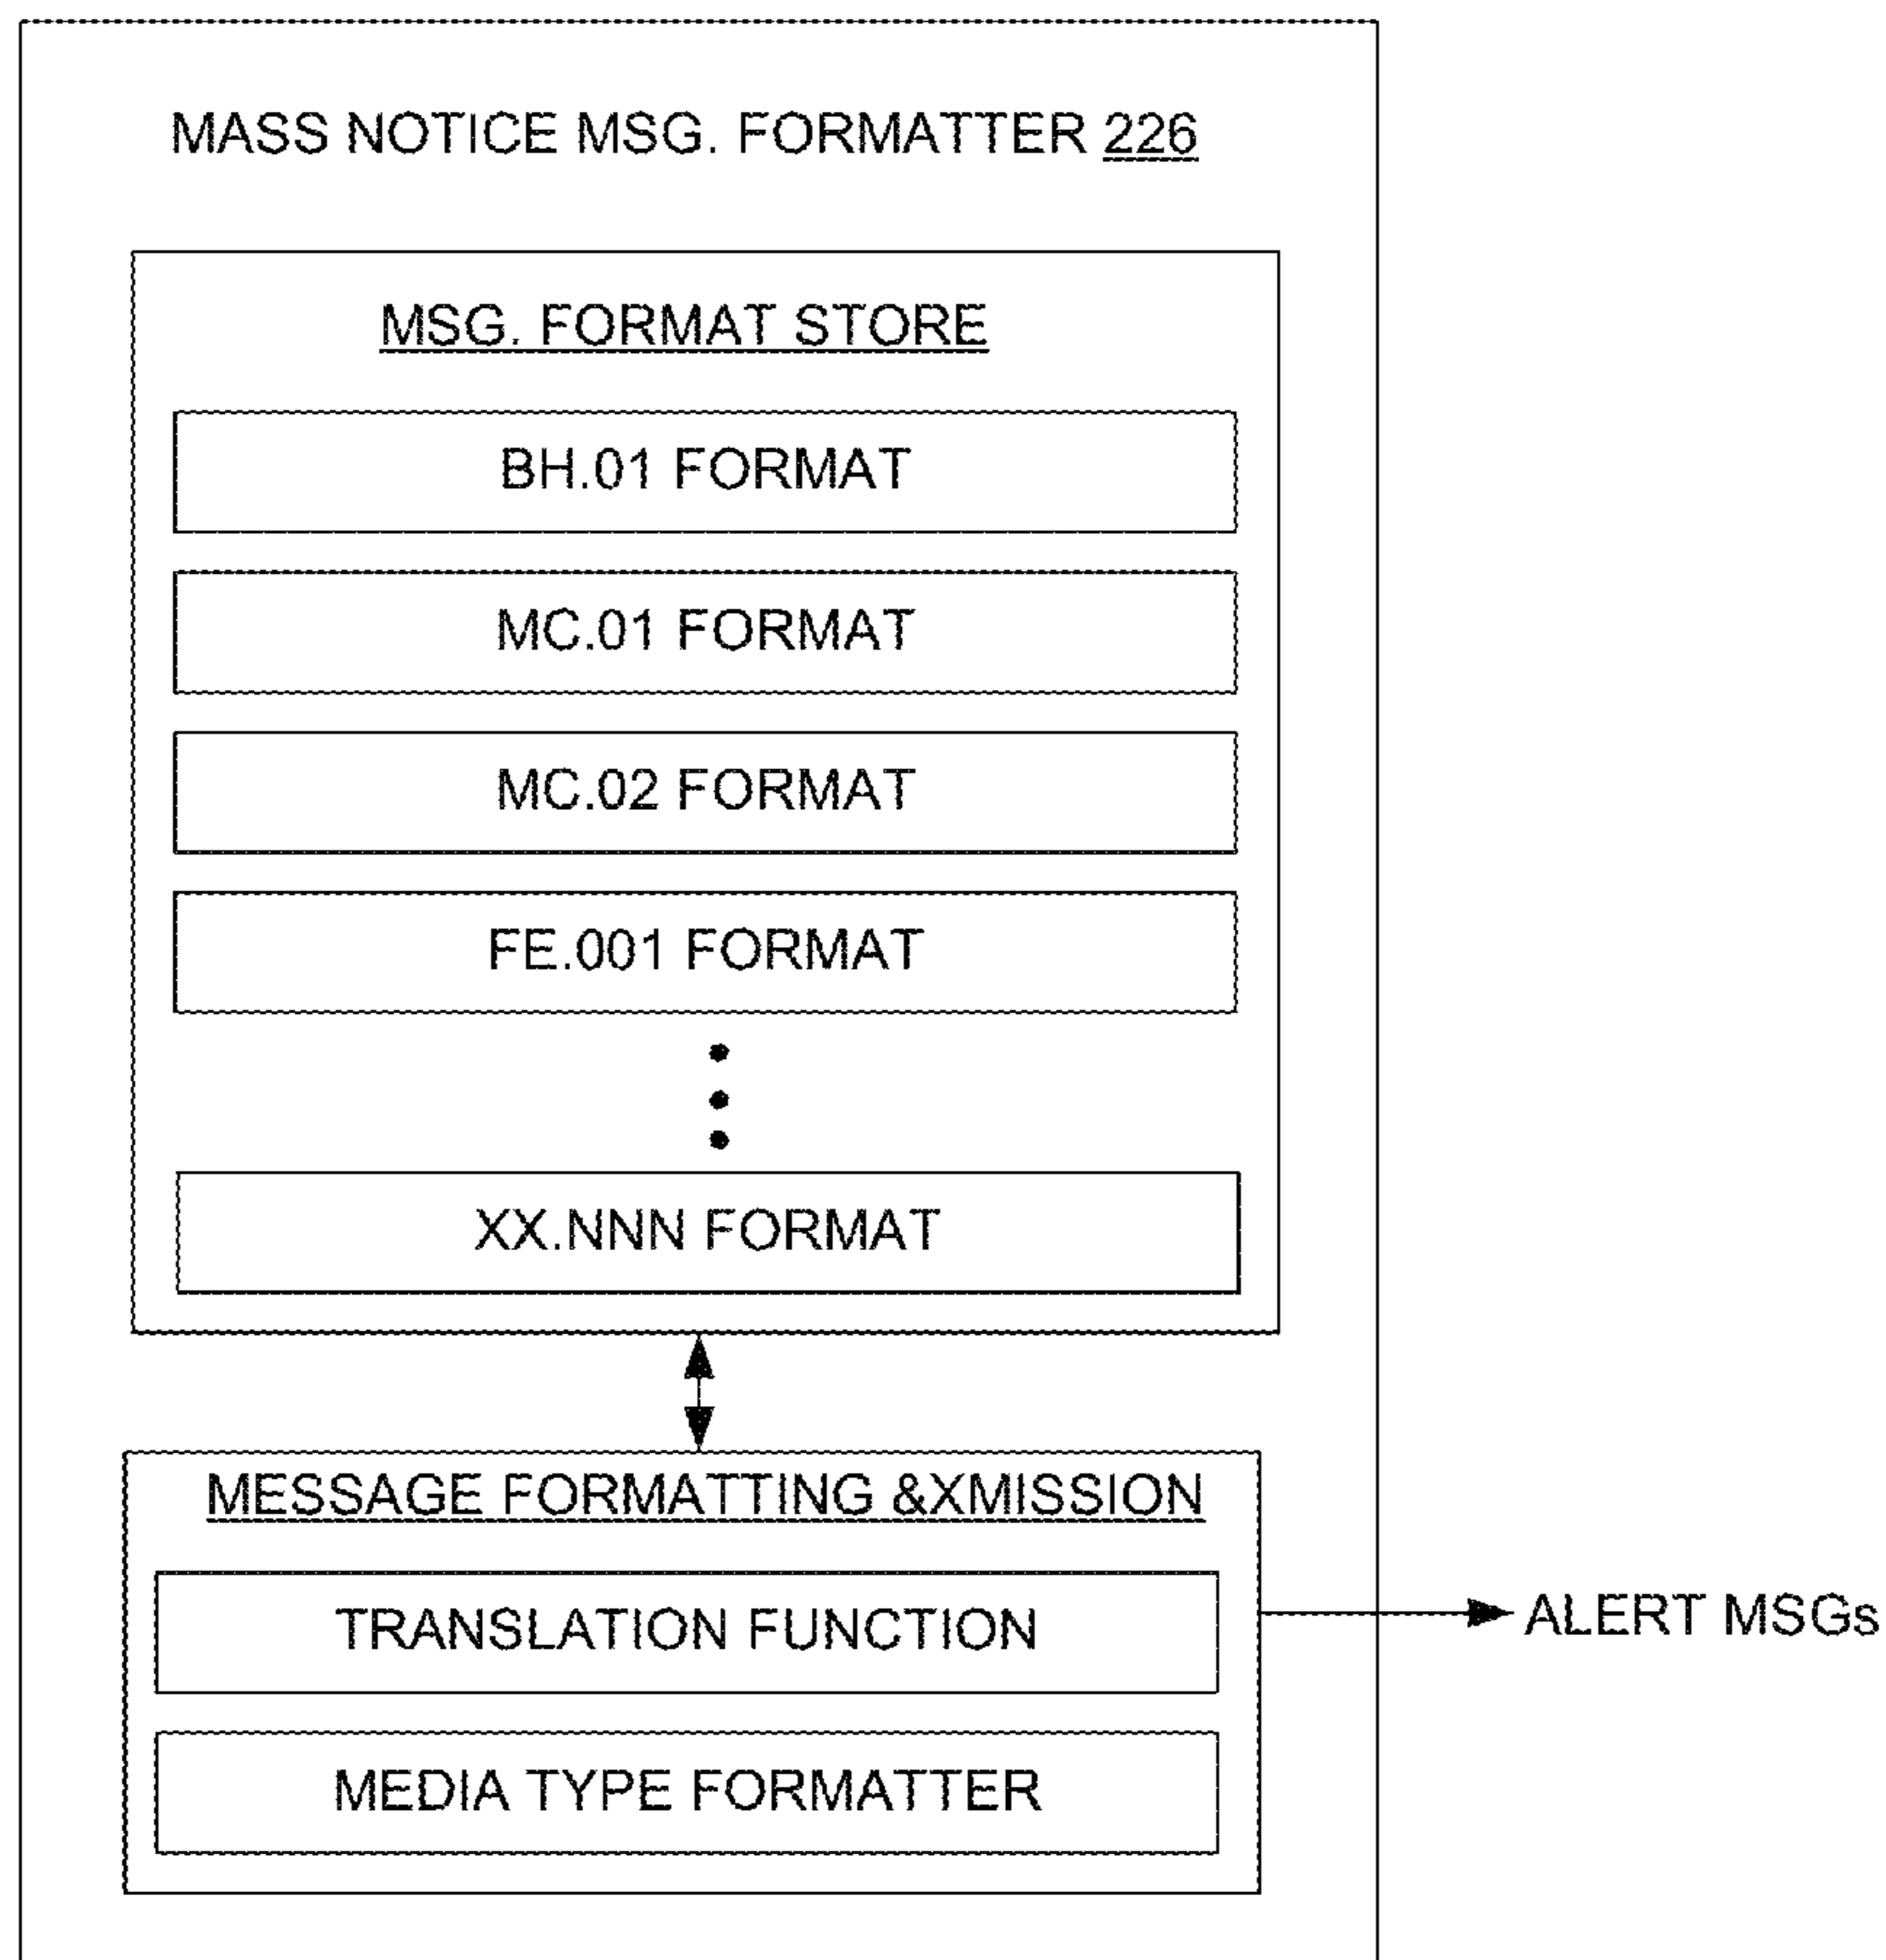 MASS NOTICE MSG. FORMATTER 226
MSG. FORMAT STORE
BH.01 FORMAT
MC.01 FORMAT
MC.02 FORMAT
FE.001 FORMAT
XX.NNN FORMAT
MESSAGE FORMATTING &XMISSION
TRANSLATION FUNCTION
ALERT MSGs
MEDIA TYPE FORMATTER